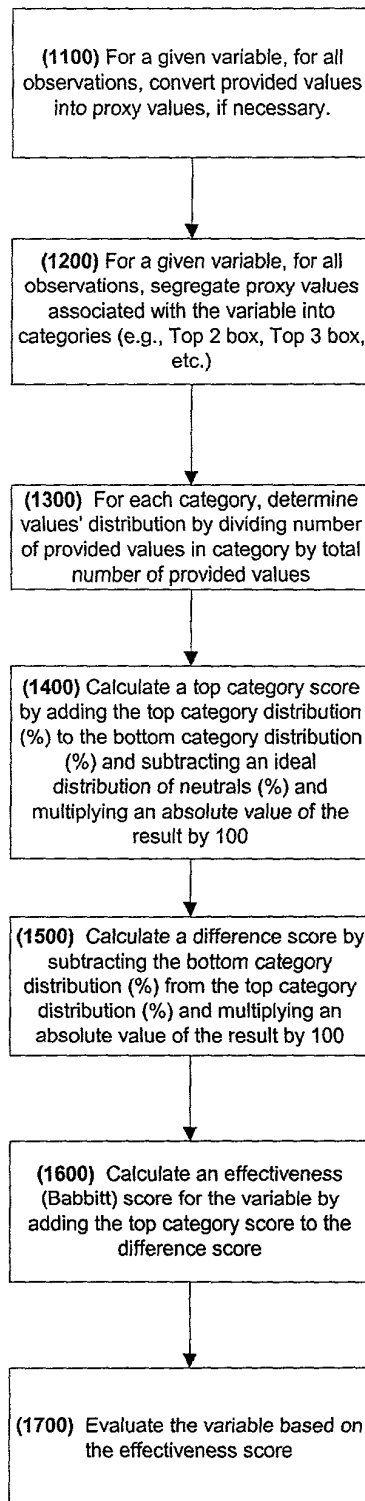 (1100) For a given variable, for all
observations, convert provided values
into proxy values, if necessary.
(1200) For a given variable, for all
observations, segregate proxy values
associated with the variable into
categories (e.g., Top 2 box, Top 3 box,
etc.)
(1300) For each category, determine
values' distribution by dividing number
of provided values in category by total
number of provided values
(1400) Calculate a top category score
by adding the top category distribution
(%) to the bottom category distribution
(%) and subtracting an ideal
distribution of neutrals (%) and
multiplying an absolute value of the
result by 100
(1500) Calculate a difference score by
subtracting the bottom category
distribution (%) from the top category
distribution (%) and multiplying an
absolute value of the result by 100
(1600) Calculate an effectiveness
(Babbitt) score for the variable by
adding the top category score to the
difference score
(1700) Evaluate the variable based on
the effectiveness score